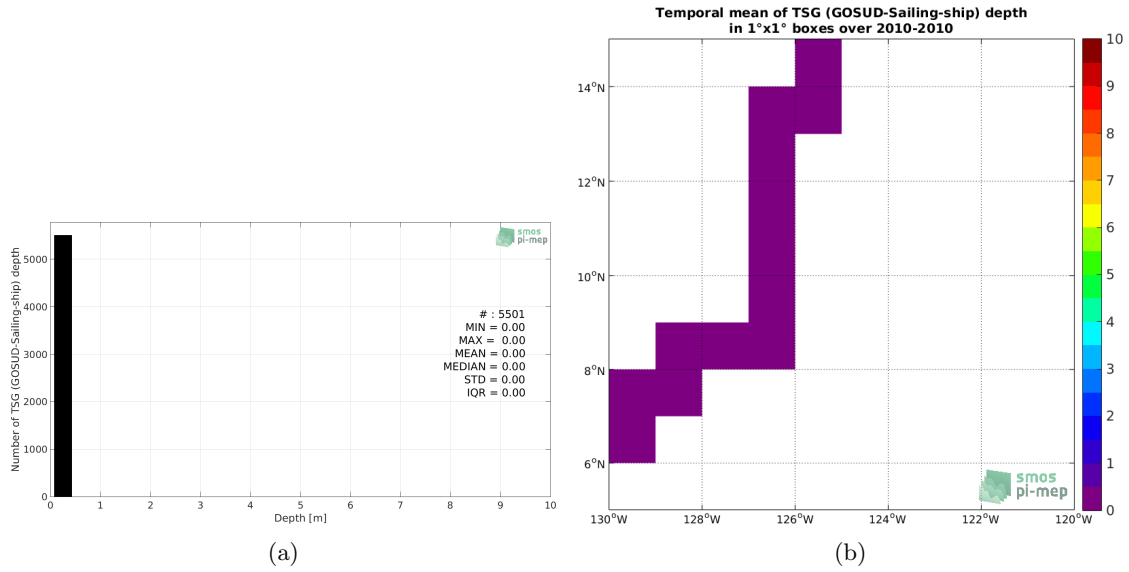 Number of TSG (GOSUD-Sailing-ship) depth
5000
4000
3000
2000
1000
0
smos
pi-mep
# : 5501
MIN = 0.00
MAX =  0.00
MEAN = 0.00
MEDIAN = 0.00
STD = 0.00
IQR = 0.00
0 1 2 3 4 5 6 7 8 9 10
Depth [m]
(a)
Temporal mean of TSG (GOSUD-Sailing-ship) depth
in 1°x1° boxes over 2010-2010
14°N
12°N
10°N
8°N
6°N
130°W 128°W 126°W 124°W 122°W 120°W
smos
pi-mep
10
9
8
7
6
5
4
3
2
1
0
(b)